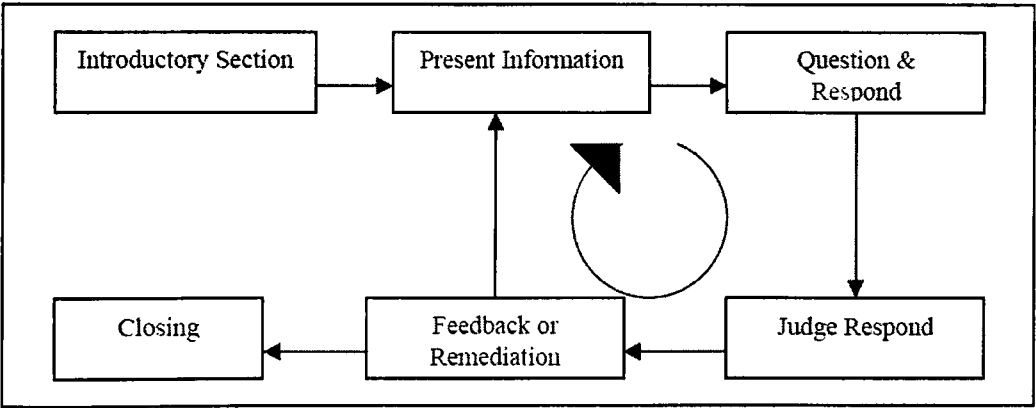 Introductory Section
Present Information
Question &
Respond
Closing
Feedback or
Remediation
Judge Respond